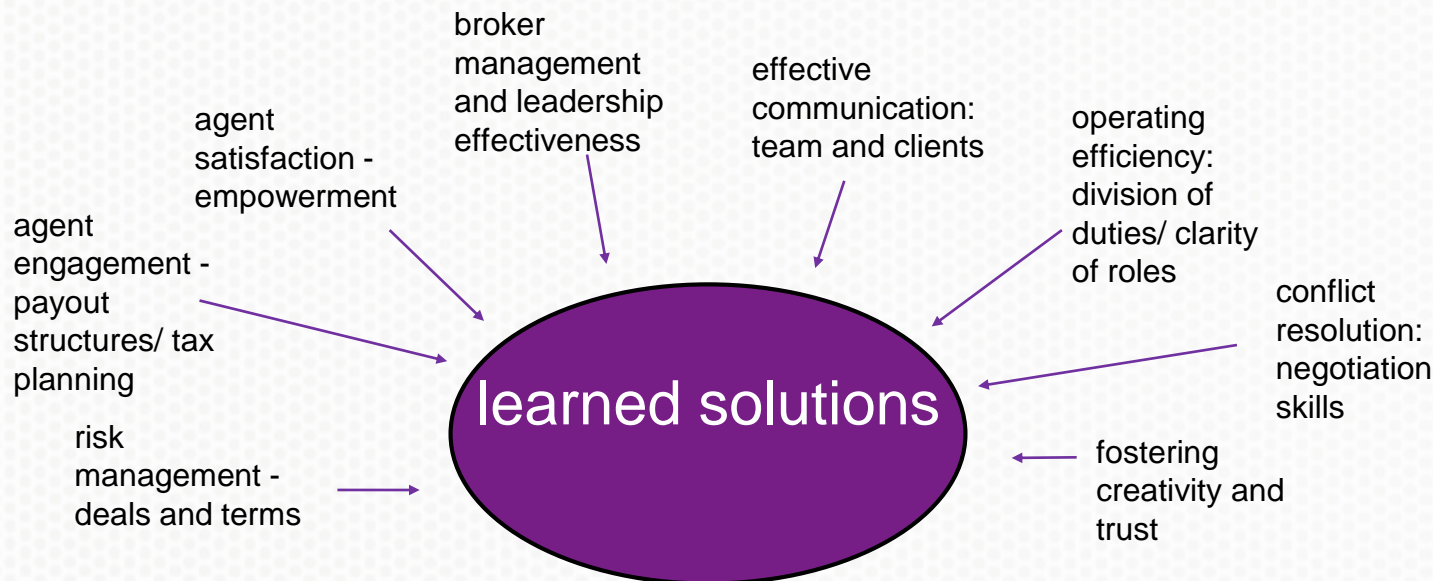 broker
management
and leadership
effectiveness
effective
communication:
team and clients
agent
satisfaction -
empowerment
operating
efficiency:
division of
duties/ clarity
of roles
agent
engagement -
payout
structures/ tax
planning
conflict
resolution:
negotiation
skills
learned solutions
risk
management -
deals and terms
fostering
creativity and
trust